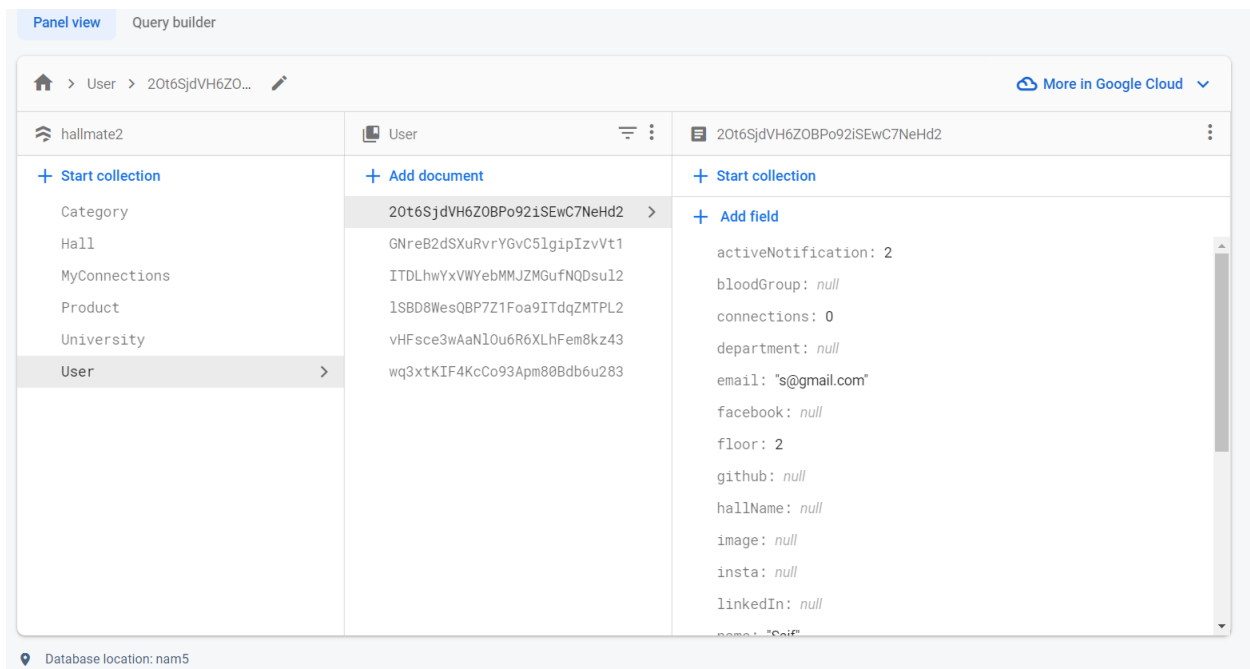 Panel view Query builder
User 2Ot6SjdVH6ZO... More in Google Cloud
hallmate2
User
2Ot6SjdVH6ZOBPo92iSEwC7NeHd2
Start collection
Category
Hall
MyConnections
Product
University
User
Add document
2Ot6SjdVH6ZOBPo92iSEwC7NeHd2
GNreB2dSXuRvrYGvC5lgipIzvVt1
ITDLhwYxVWYebMMJZMGufNQDsul2
lSBD8WesQBP7Z1Foa9ITdqZMTPL2
vHFsce3wAaNlOu6R6XLhFem8kz43
wq3xtKIF4KcCo93Apm80Bdb6u283
Start collection
Add field
activeNotification: 2
bloodGroup: null
connections: 0
department: null
email: "s@gmail.com"
facebook: null
floor: 2
github: null
hallName: null
image: null
insta: null
linkedIn: null
name: "Saif"
Database location: nam5